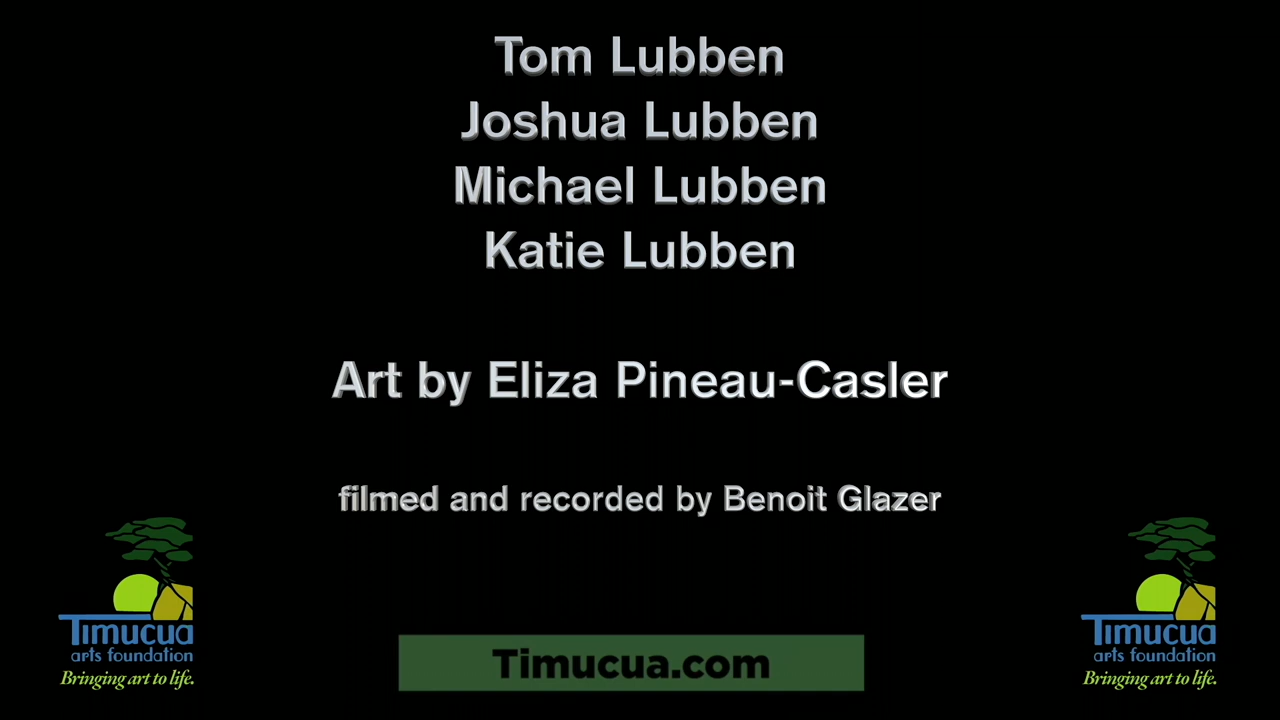 Tom Lubben
Joshua Lubben
Michael Lubben
Katie Lubben
Art by Eliza Pineau-Casler
filmed and recorded by Benoit Glazer
Timucua
arts foundation
Bringing art to life.
Timucua.com
Timucua
arts foundation
Bringing art to life.